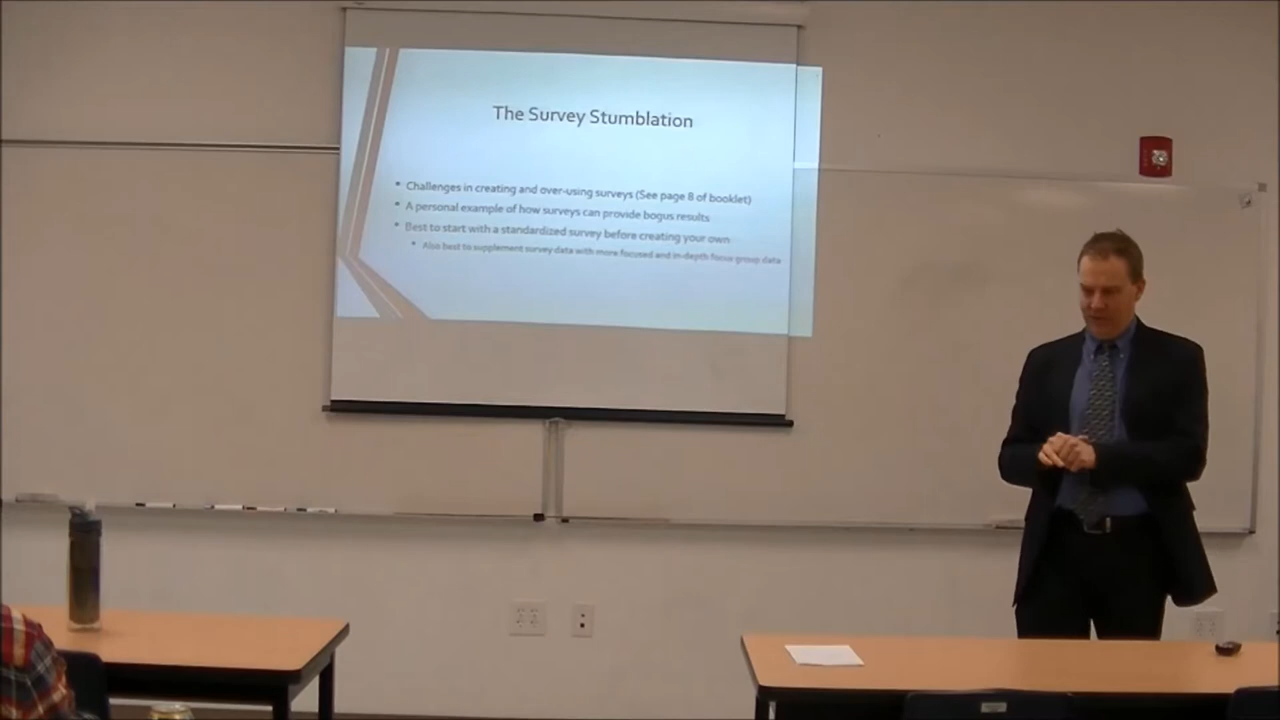 The Survey Stumblation
Challenges in creating and over-using surveys (See page 8 of booklet)
A personal example of how surveys can provide bogus results
Best to start with a standardized survey before creating your own
Also best to supplement survey data with more focused and in-depth focus group data